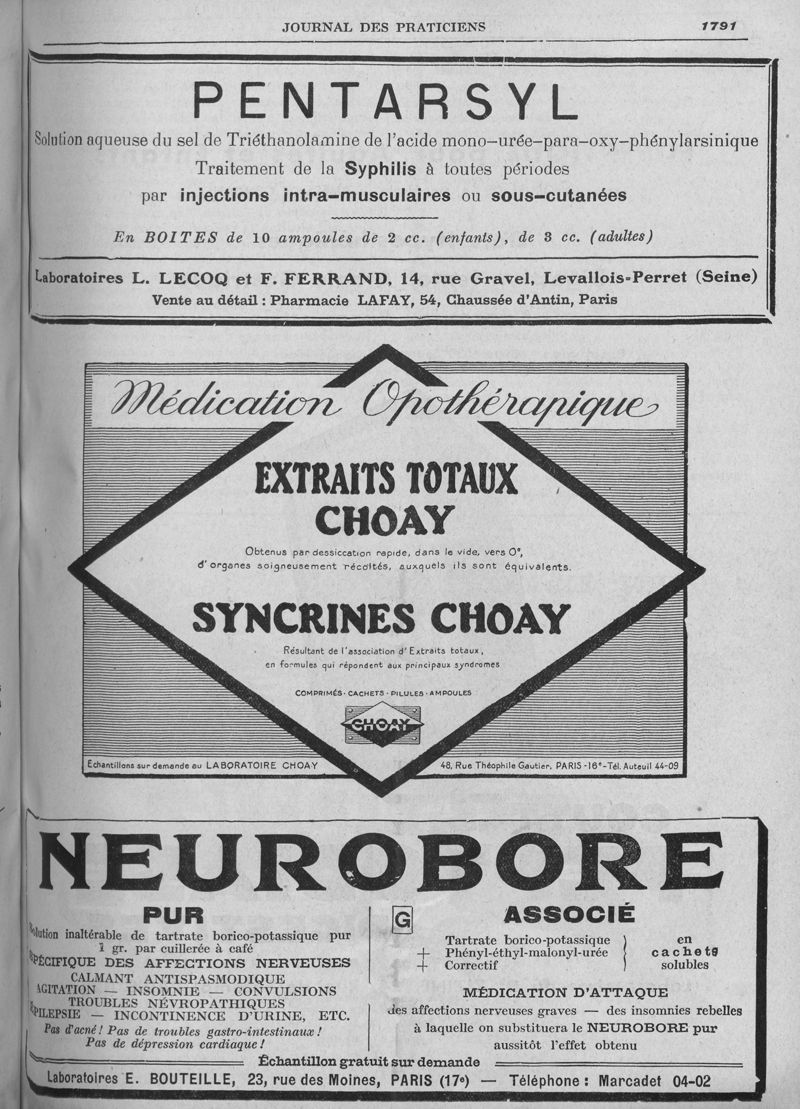 JOURNAL DES PRATICIENS 1791
PENTARSYL
Solution aqueuse du sel de Triéthanolamine de l'acide mono-urée-para-oxy-phénylarsinique
Traitement de la Syphilis à toutes périodes
par injections intra-musculaires ou sous-cutanées
En BOITES de 10 ampoules de 2 cc. (enfants), de 3 cc. (adultes)
Laboratoires L. LECOQ et F. FERRAND, 14, rue Gravel, Levallois-Perret (Seine)
Vente au détail : Pharmacie LAFAY, 54, Chaussée d'Antin, Paris
Médication Opothérapique
EXTRAITS TOTAUX
CHOAY
Obtenus par dessiccation rapide, dans le vide, vers 0°,
d'organes soigneusement récoltés, auxquels ils sont équivalents.
SYNCRINES CHOAY
Résultant de l'association d'Extraits totaux,
en formules qui répondent aux principaux syndromes
COMPRIMÉS - CACHETS - PILULES - AMPOULES
CHOAY
Échantillons sur demande au LABORATOIRE CHOAY
48, Rue Théophile Gautier, PARIS - 16e - Tél. Auteuil 44-09
NEUROBORE
PUR
Solution inaltérable de tartrate borico-potassique pur
1 gr. par cuillerée à café
SPÉCIFIQUE DES AFFECTIONS NERVEUSES
CALMANT ANTISPASMODIQUE
AGITATION — INSOMNIE — CONVULSIONS
TROUBLES NÉVROPATHIQUES
ÉPILEPSIE — INCONTINENCE D'URINE, ETC.
Pas d'acné ! Pas de troubles gastro-intestinaux !
Pas de dépression cardiaque !
G ASSOCIÉ
Tartrate borico-potassique ) en
+ Phényl-éthyl-malonyl-urée } cachets
+ Correctif ) solubles
MÉDICATION D'ATTAQUE
des affections nerveuses graves — des insomnies rebelles
à laquelle on substituera le NEUROBORE pur
aussitôt l'effet obtenu
Échantillon gratuit sur demande
Laboratoires E. BOUTEILLE, 23, rue des Moines, PARIS (17e) — Téléphone : Marcadet 04-02